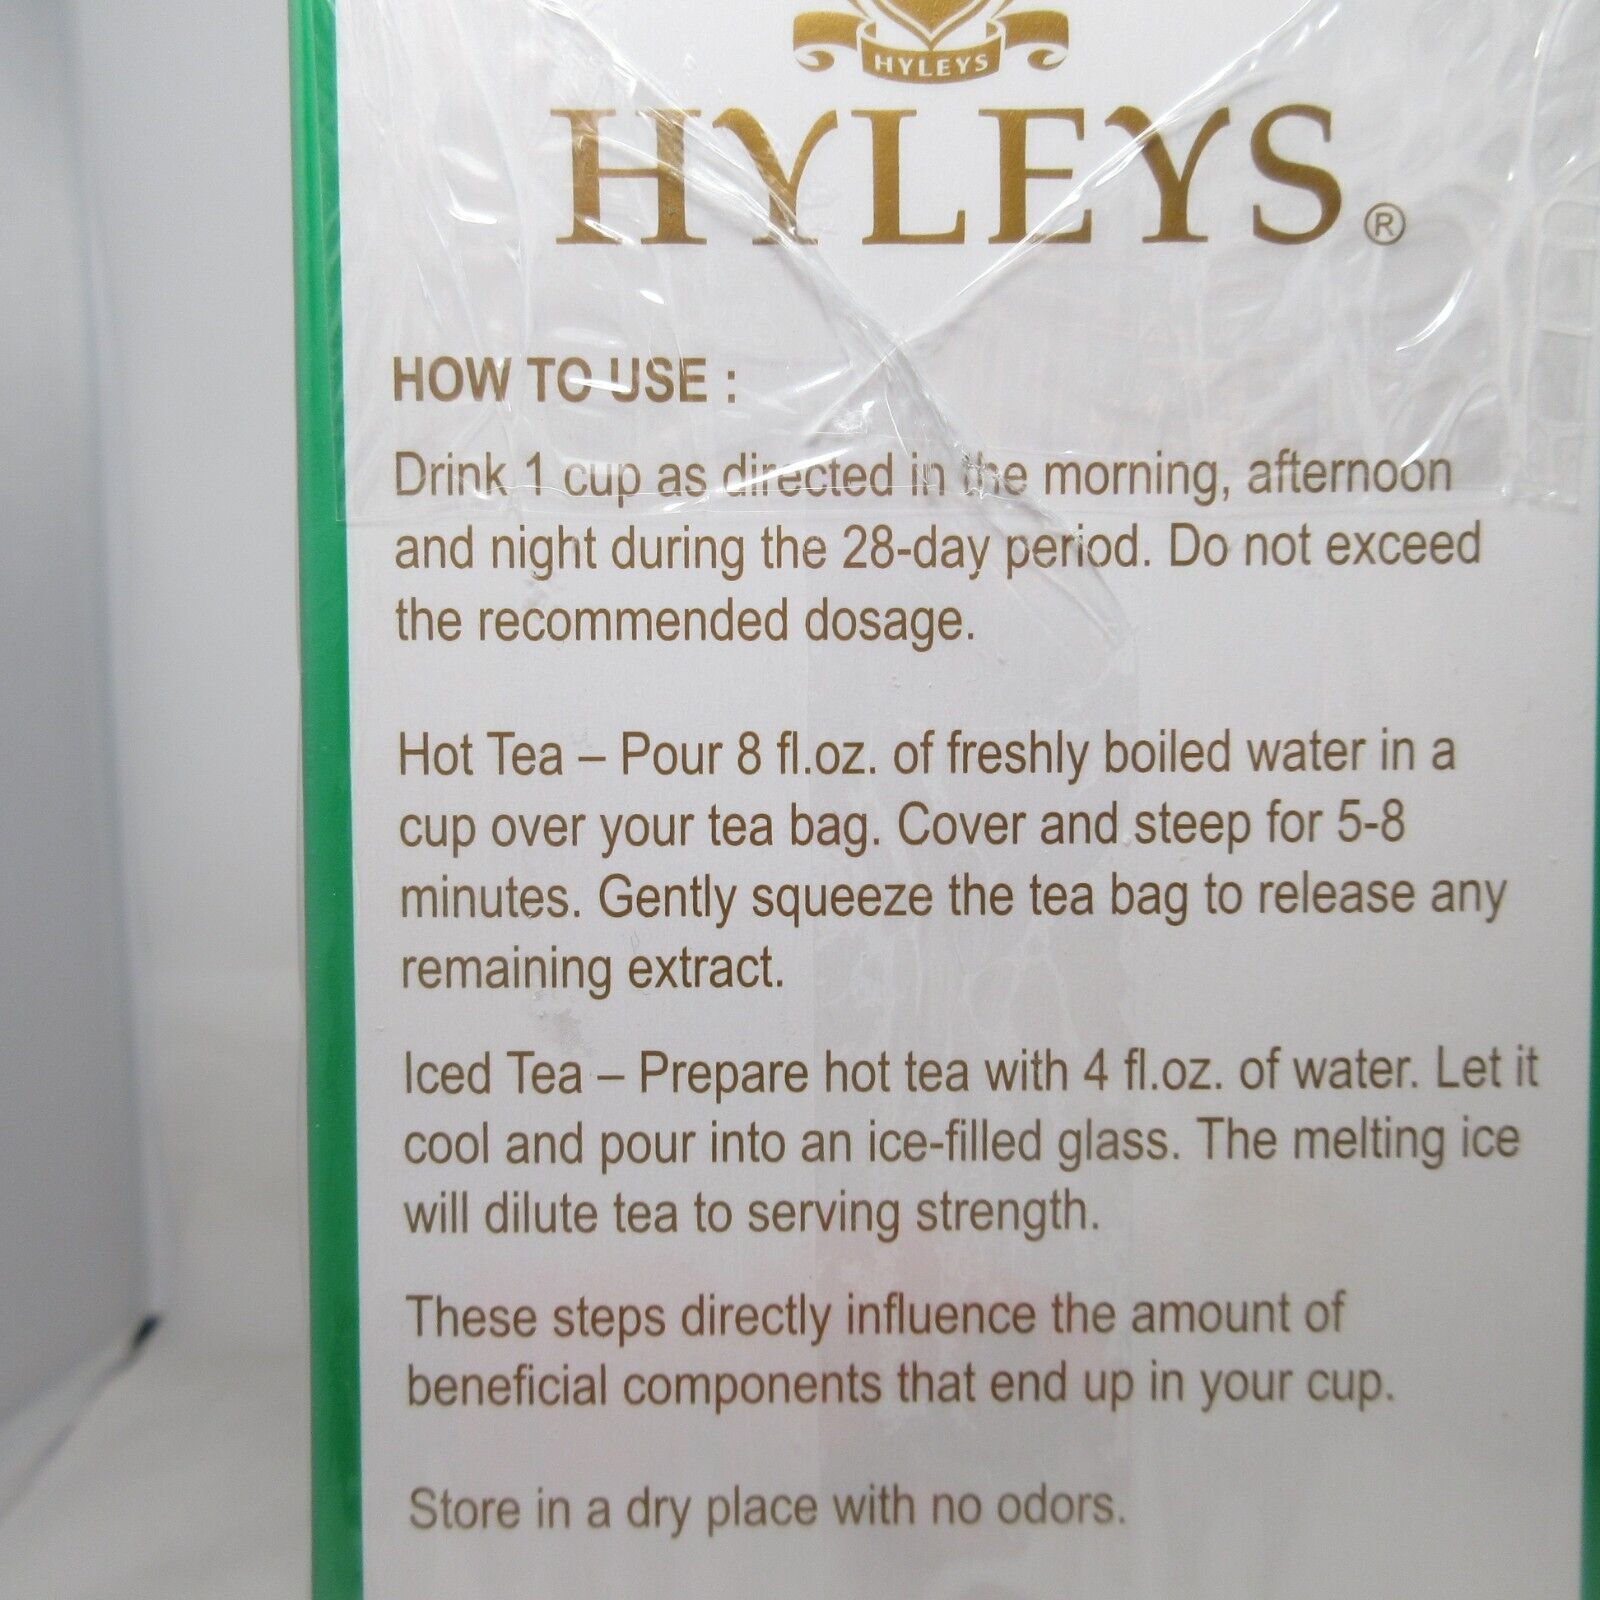 HYLEYS
HYLEYS®
HOW TO USE :
Drink 1 cup as directed in the morning, afternoon
and night during the 28-day period. Do not exceed
the recommended dosage.
Hot Tea – Pour 8 fl.oz. of freshly boiled water in a
cup over your tea bag. Cover and steep for 5-8
minutes. Gently squeeze the tea bag to release any
remaining extract.
Iced Tea – Prepare hot tea with 4 fl.oz. of water. Let it
cool and pour into an ice-filled glass. The melting ice
will dilute tea to serving strength.
These steps directly influence the amount of
beneficial components that end up in your cup.
Store in a dry place with no odors.